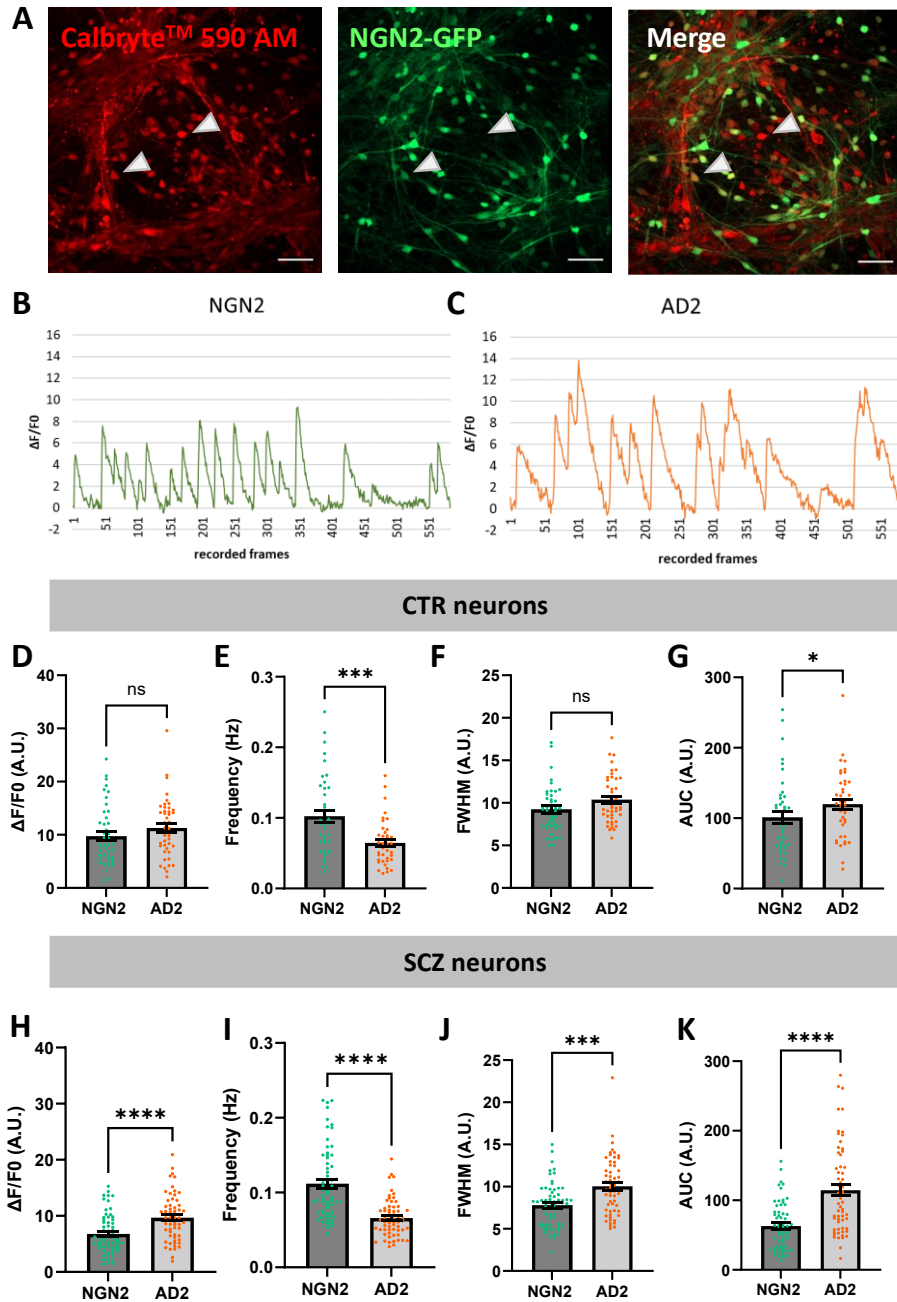 A
Calbryte™ 590 AM
NGN2-GFP
Merge
B
NGN2
ΔF/F0
16
14
12
10
8
6
4
2
0
-2
1
51
101
151
201
251
301
351
401
451
501
551
recorded frames
C
AD2
ΔF/F0
16
14
12
10
8
6
4
2
0
-2
1
51
101
151
201
251
301
351
401
451
501
551
recorded frames
CTR neurons
D
ΔF/F0 (A.U.)
40
30
20
10
0
ns
NGN2
AD2
E
Frequency (Hz)
0.3
0.2
0.1
0.0
***
NGN2
AD2
F
FWHM (A.U.)
25
20
15
10
5
0
ns
NGN2
AD2
G
AUC (A.U.)
300
200
100
0
*
NGN2
AD2
SCZ neurons
H
ΔF/F0 (A.U.)
40
30
20
10
0
****
NGN2
AD2
I
Frequency (Hz)
0.3
0.2
0.1
0.0
****
NGN2
AD2
J
FWHM (A.U.)
25
20
15
10
5
0
***
NGN2
AD2
K
AUC (A.U.)
300
200
100
0
****
NGN2
AD2